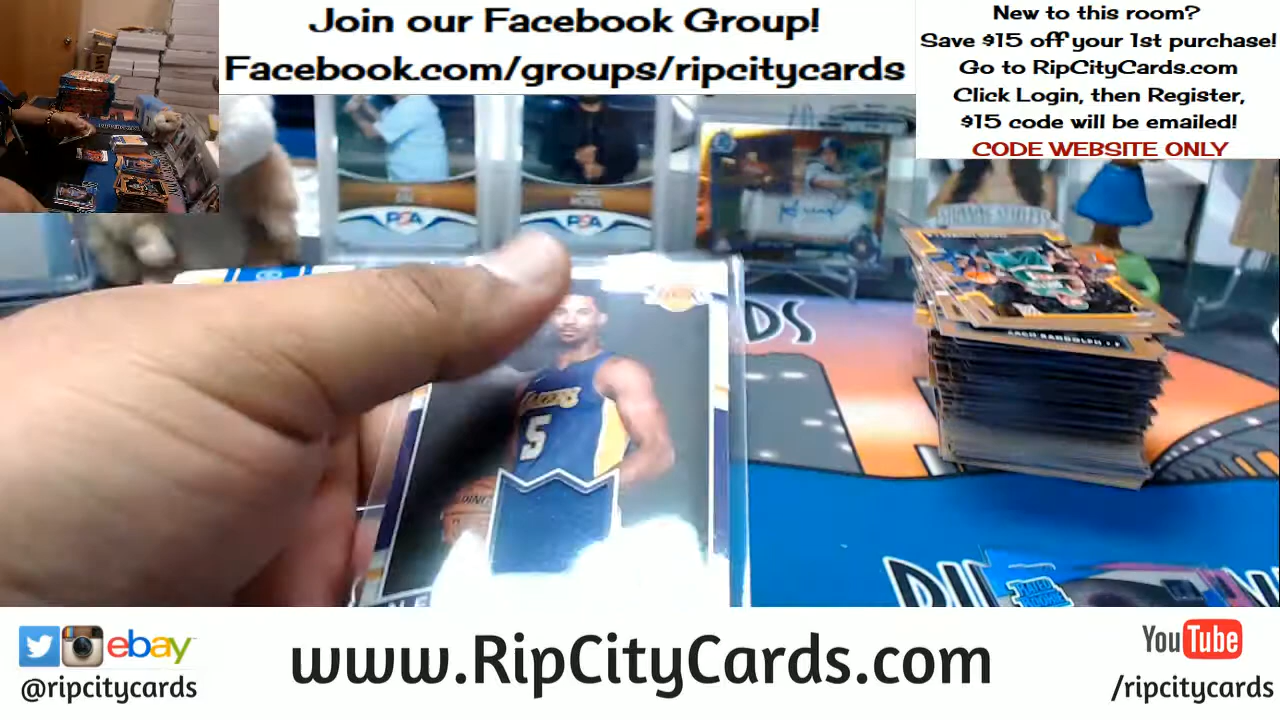 Join our Facebook Group!
Facebook.com/groups/ripcitycards
New to this room?
Save $15 off your 1st purchase!
Go to RipCityCards.com
Click Login, then Register,
$15 code will be emailed!
CODE WEBSITE ONLY
PSA
PSA
ZACH RANDOLPH • F
DS
5
ebay
@ripcitycards
www.RipCityCards.com
YouTube
/ripcitycards